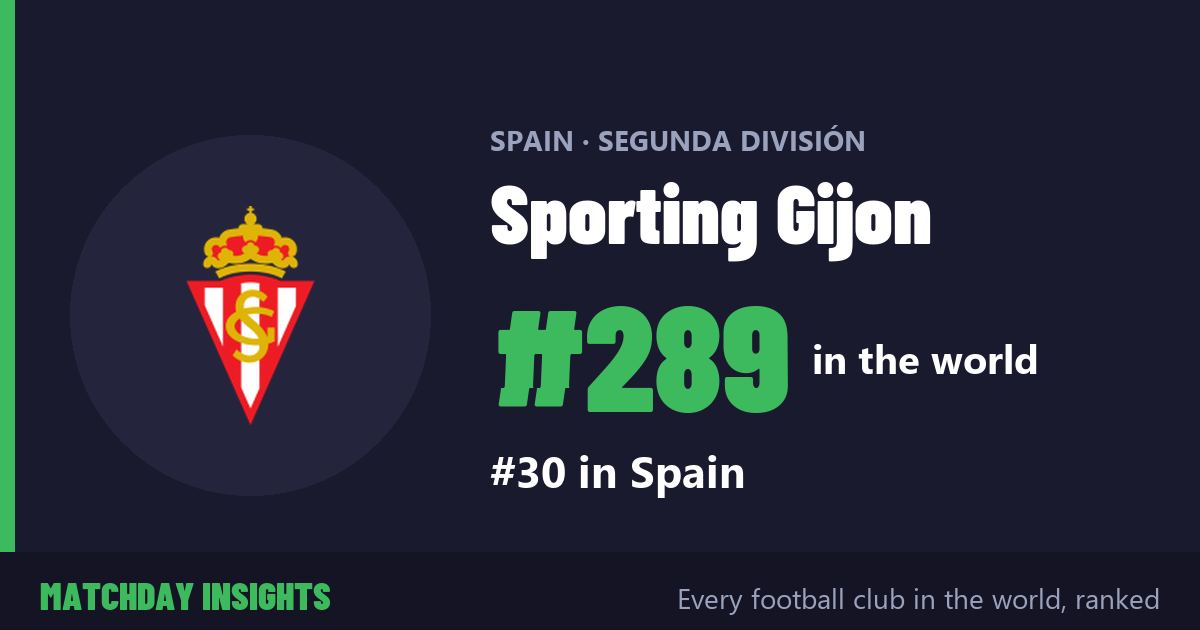 SPAIN · SEGUNDA DIVISIÓN
Sporting Gijon
#289 in the world
#30 in Spain
MATCHDAY INSIGHTS
Every football club in the world, ranked